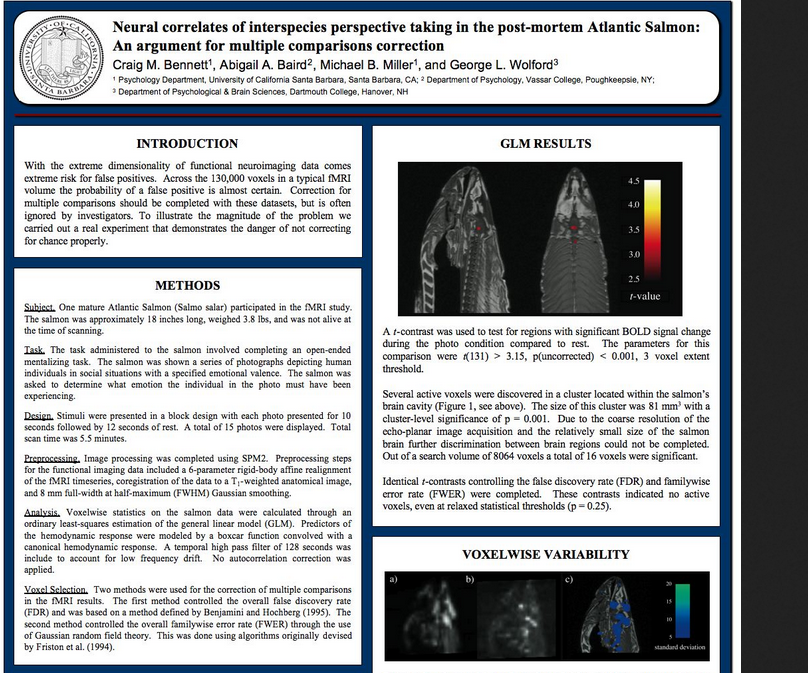 Neural correlates of interspecies perspective taking in the post-mortem Atlantic Salmon:
An argument for multiple comparisons correction
Craig M. Bennett1, Abigail A. Baird2, Michael B. Miller1, and George L. Wolford3
1 Psychology Department, University of California Santa Barbara, Santa Barbara, CA; 2 Department of Psychology, Vassar College, Poughkeepsie, NY;
3 Department of Psychological & Brain Sciences, Dartmouth College, Hanover, NH
INTRODUCTION
With the extreme dimensionality of functional neuroimaging data comes
extreme risk for false positives. Across the 130,000 voxels in a typical fMRI
volume the probability of a false positive is almost certain. Correction for
multiple comparisons should be completed with these datasets, but is often
ignored by investigators. To illustrate the magnitude of the problem we
carried out a real experiment that demonstrates the danger of not correcting
for chance properly.
METHODS
Subject. One mature Atlantic Salmon (Salmo salar) participated in the fMRI study.
The salmon was approximately 18 inches long, weighed 3.8 lbs, and was not alive at
the time of scanning.
Task. The task administered to the salmon involved completing an open-ended
mentalizing task. The salmon was shown a series of photographs depicting human
individuals in social situations with a specified emotional valence. The salmon was
asked to determine what emotion the individual in the photo must have been
experiencing.
Design. Stimuli were presented in a block design with each photo presented for 10
seconds followed by 12 seconds of rest. A total of 15 photos were displayed. Total
scan time was 5.5 minutes.
Preprocessing. Image processing was completed using SPM2. Preprocessing steps
for the functional imaging data included a 6-parameter rigid-body affine realignment
of the fMRI timeseries, coregistration of the data to a T1-weighted anatomical image,
and 8 mm full-width at half-maximum (FWHM) Gaussian smoothing.
Analysis. Voxelwise statistics on the salmon data were calculated through an
ordinary least-squares estimation of the general linear model (GLM). Predictors of
the hemodynamic response were modeled by a boxcar function convolved with a
canonical hemodynamic response. A temporal high pass filter of 128 seconds was
include to account for low frequency drift. No autocorrelation correction was
applied.
Voxel Selection. Two methods were used for the correction of multiple comparisons
in the fMRI results. The first method controlled the overall false discovery rate
(FDR) and was based on a method defined by Benjamini and Hochberg (1995). The
second method controlled the overall familywise error rate (FWER) through the use
of Gaussian random field theory. This was done using algorithms originally devised
by Friston et al. (1994).
GLM RESULTS
4.5
4.0
3.5
3.0
2.5
t-value
A t-contrast was used to test for regions with significant BOLD signal change
during the photo condition compared to rest. The parameters for this
comparison were t(131) > 3.15, p(uncorrected) < 0.001, 3 voxel extent
threshold.
Several active voxels were discovered in a cluster located within the salmon's
brain cavity (Figure 1, see above). The size of this cluster was 81 mm3 with a
cluster-level significance of p = 0.001. Due to the coarse resolution of the
echo-planar image acquisition and the relatively small size of the salmon
brain further discrimination between brain regions could not be completed.
Out of a search volume of 8064 voxels a total of 16 voxels were significant.
Identical t-contrasts controlling the false discovery rate (FDR) and familywise
error rate (FWER) were completed. These contrasts indicated no active
voxels, even at relaxed statistical thresholds (p = 0.25).
VOXELWISE VARIABILITY
a) b) c)
20
15
10
5
standard deviation